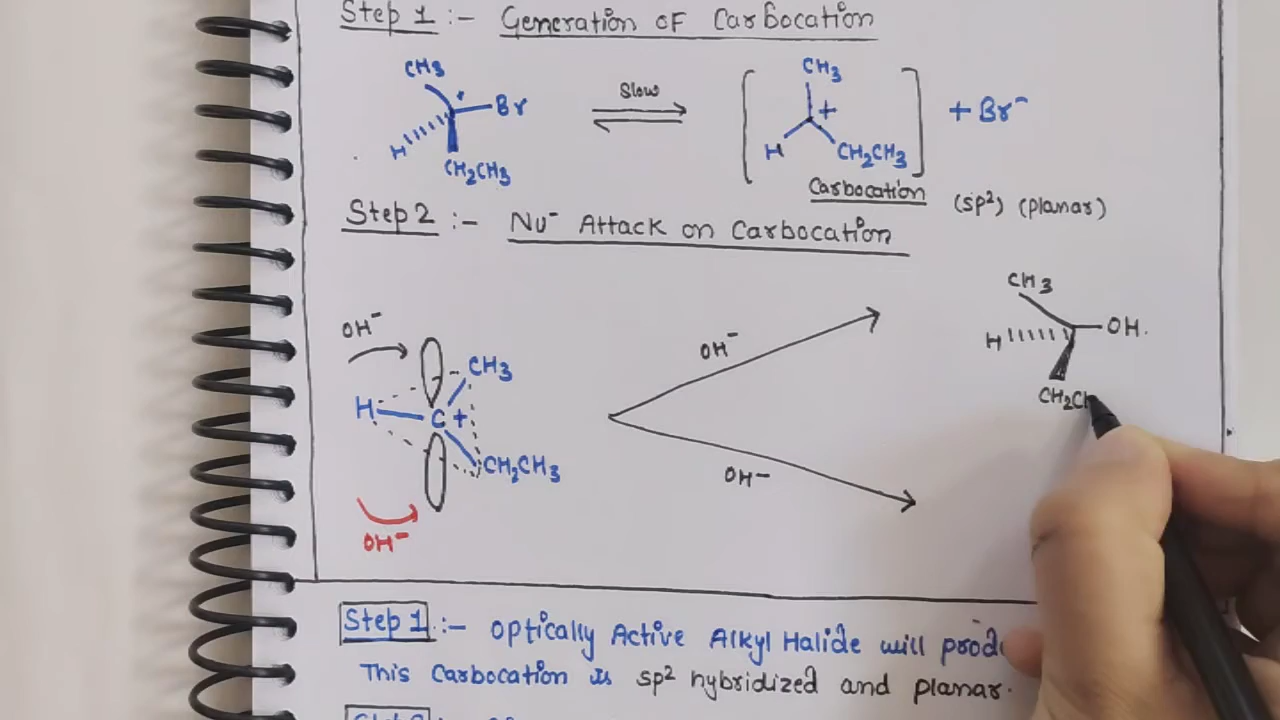 Step 1 :- Generation of Carbocation
CH3
Br
H
CH2CH3
Slow
CH3
+
H
CH2CH3
+ Br⁻
Carbocation (sp²) (planar)
Step 2 :- Nu⁻ Attack on Carbocation
OH⁻
CH3
H
C +
CH2CH3
OH⁻
OH⁻
OH⁻
CH3
H
OH.
CH2C
Step 1 :- Optically Active Alkyl Halide will
This Carbocation is sp² hybridized and planar.